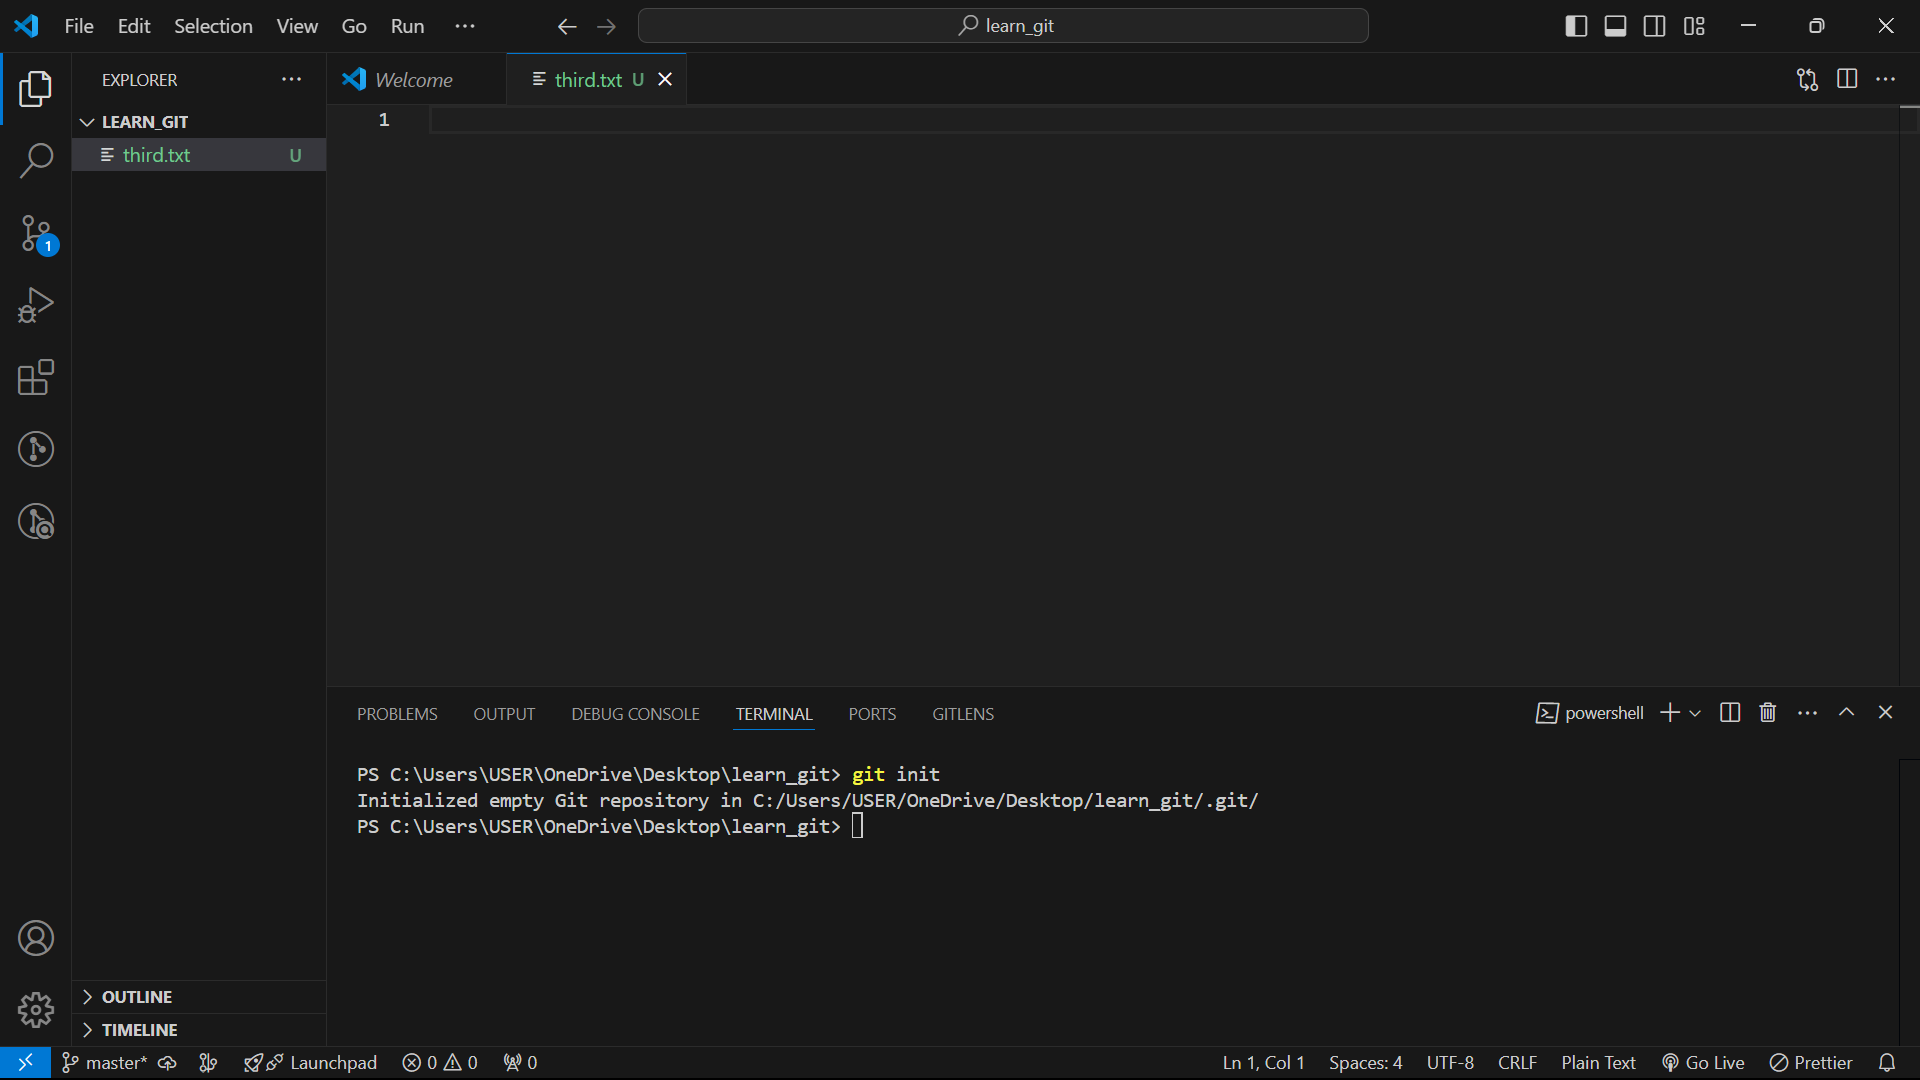 File Edit Selection View Go Run ··· learn_git
EXPLORER ···
LEARN_GIT
third.txt U
1
Welcome
third.txt U
1
PROBLEMS OUTPUT DEBUG CONSOLE TERMINAL PORTS GITLENS
powershell
PS C:\Users\USER\OneDrive\Desktop\learn_git> git init
Initialized empty Git repository in C:/Users/USER/OneDrive/Desktop/learn_git/.git/
PS C:\Users\USER\OneDrive\Desktop\learn_git>
OUTLINE
TIMELINE
master* Launchpad 0 0 0 Ln 1, Col 1 Spaces: 4 UTF-8 CRLF Plain Text Go Live Prettier